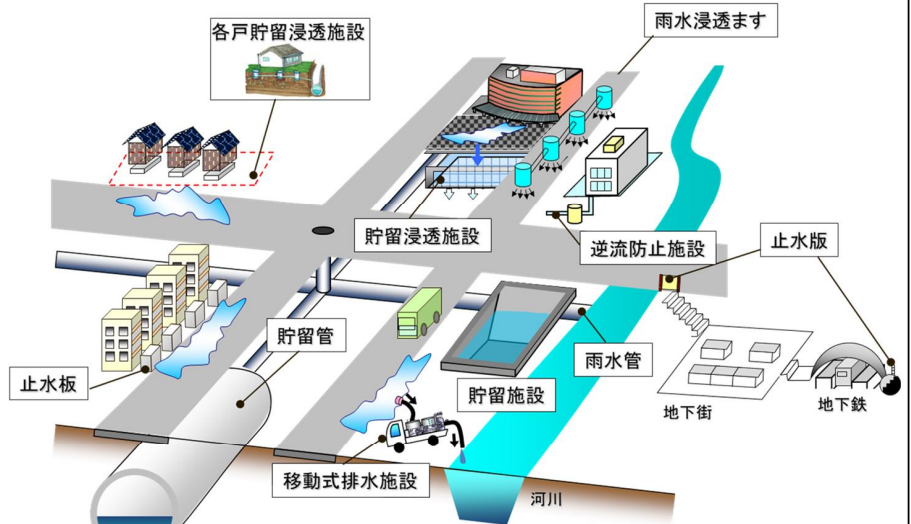 雨水浸透ます
各戸貯留浸透施設
貯留浸透施設
逆流防止施設
止水版
貯留管
雨水管
止水板
貯留施設
地下街
地下鉄
移動式排水施設
河川